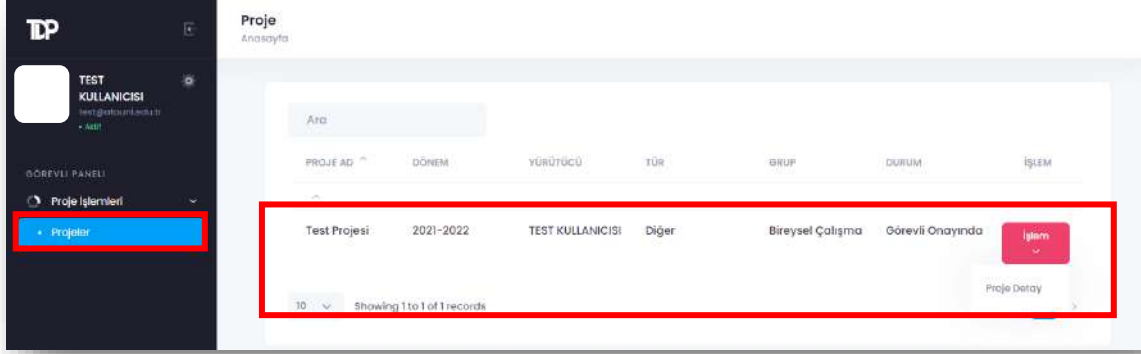 TDP
Proje
Anasayfa
TEST
KULLANICISI
• Aktif
GÖREVLİ PANELİ
Proje İşlemleri
Projeler
Ara
PROJE AD
DÖNEM
YÜRÜTÜCÜ
TÜR
GRUP
DURUM
İŞLEM
Test Projesi
2021-2022
TEST KULLANICISI
Diğer
Bireysel Çalışma
Görevli Onayında
İşlem
Proje Detay
10
Showing 1 to 1 of 1 records